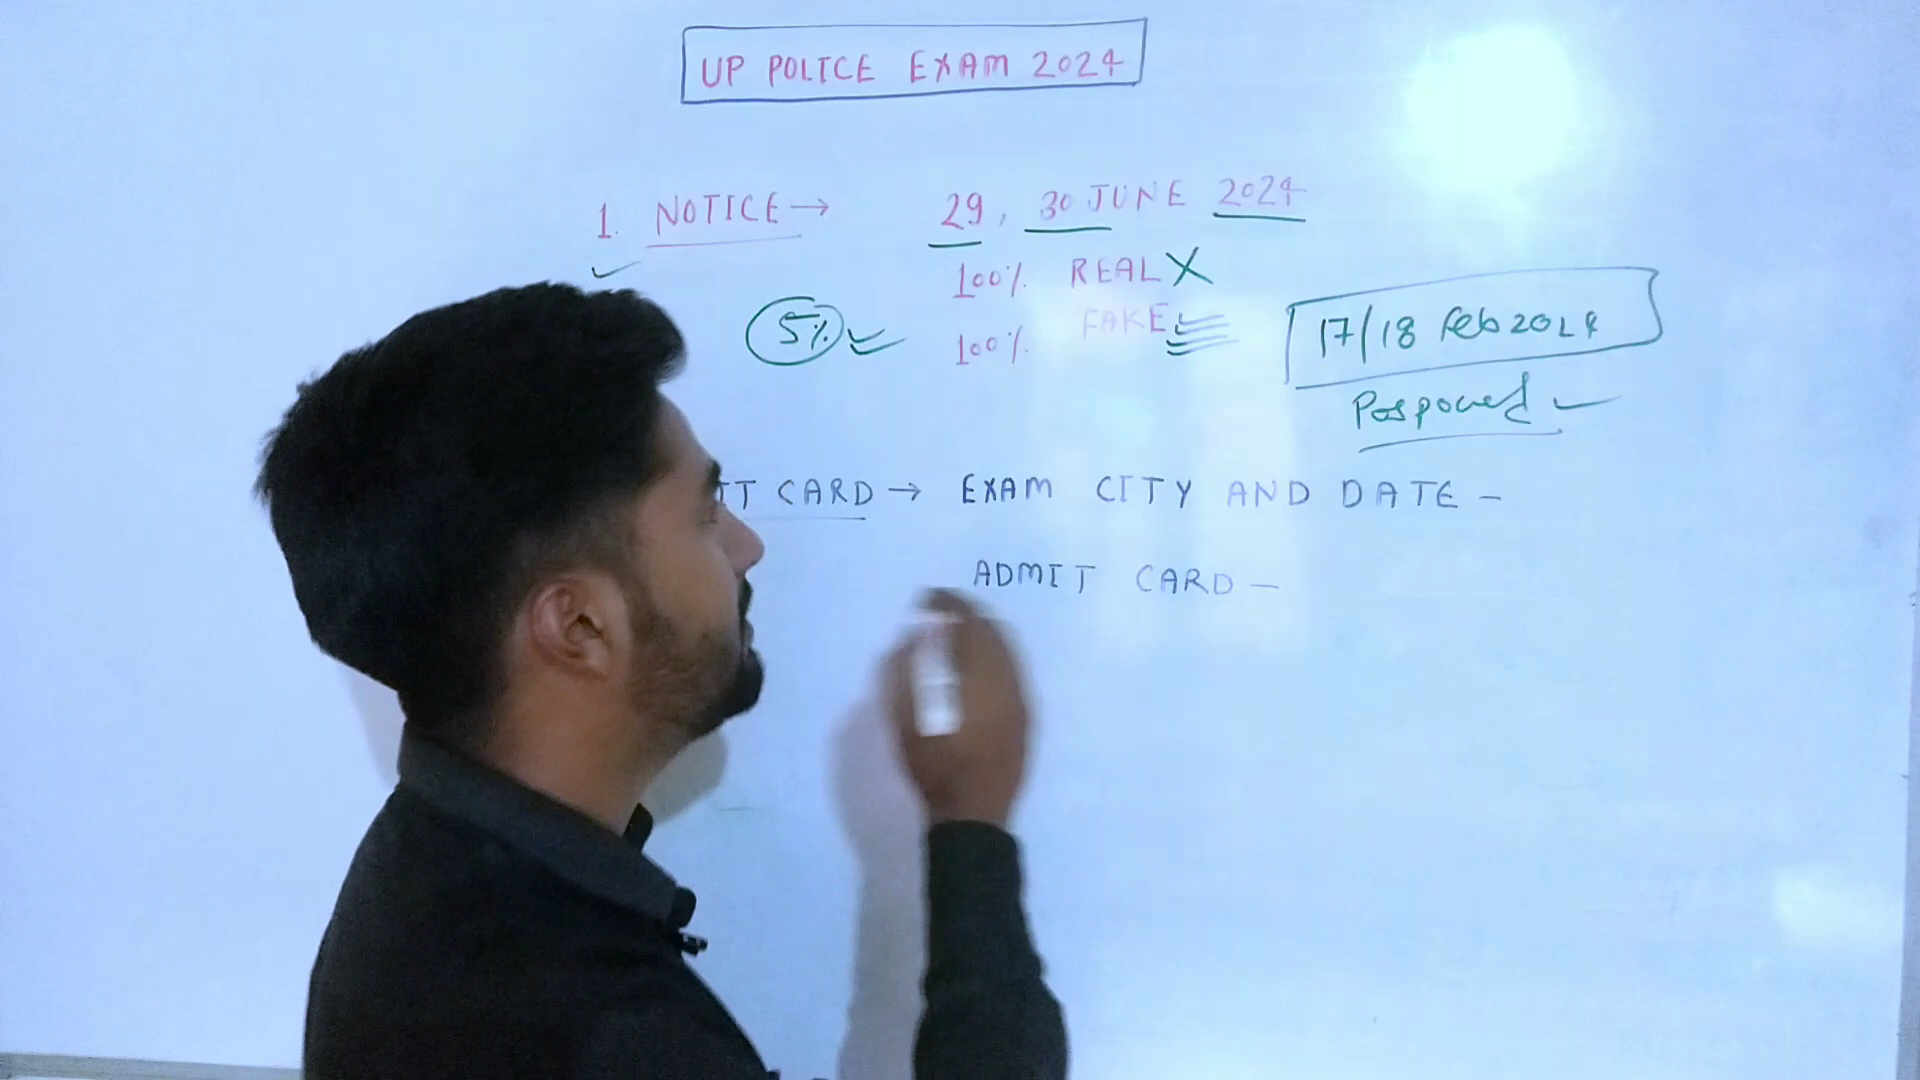 UP POLICE EXAM 2024
1. NOTICE → 29, 30 JUNE 2024
100% REAL X
5% 100% FAKE
17/18 Feb 2024
Posponed
IT CARD → EXAM CITY AND DATE -
ADMIT CARD -